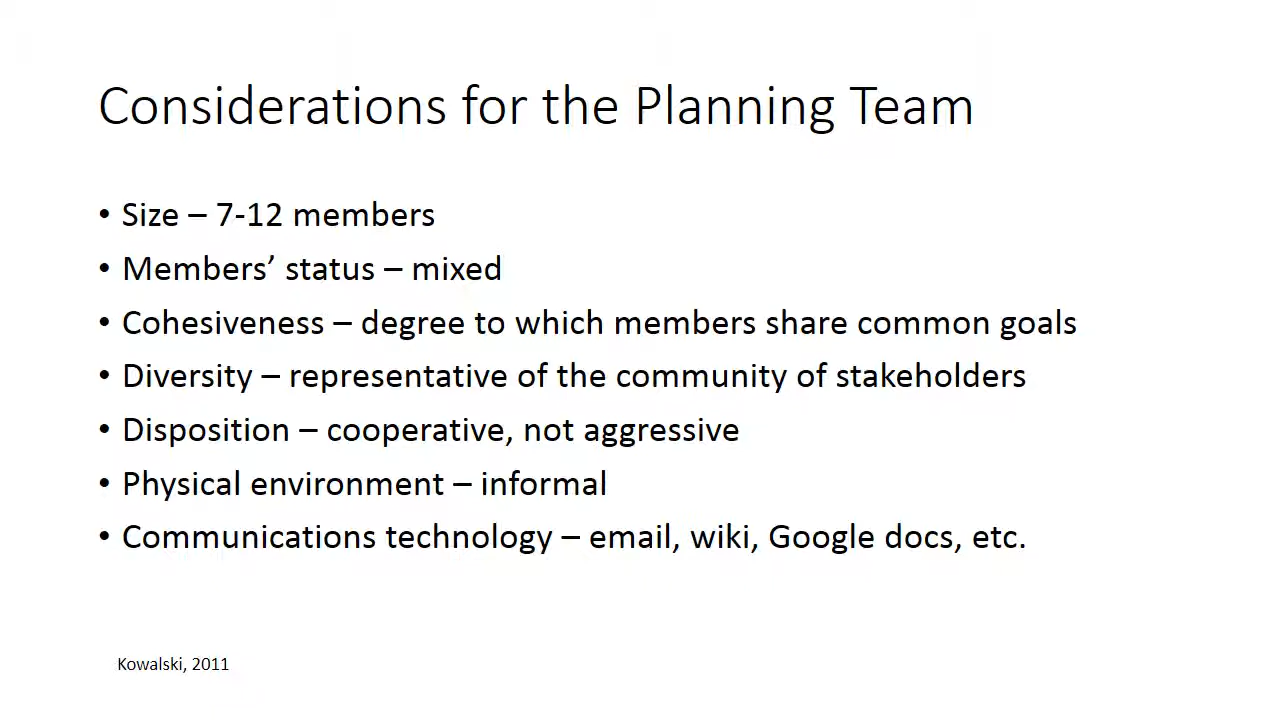 Considerations for the Planning Team
• Size – 7-12 members
• Members’ status – mixed
• Cohesiveness – degree to which members share common goals
• Diversity – representative of the community of stakeholders
• Disposition – cooperative, not aggressive
• Physical environment – informal
• Communications technology – email, wiki, Google docs, etc.
Kowalski, 2011